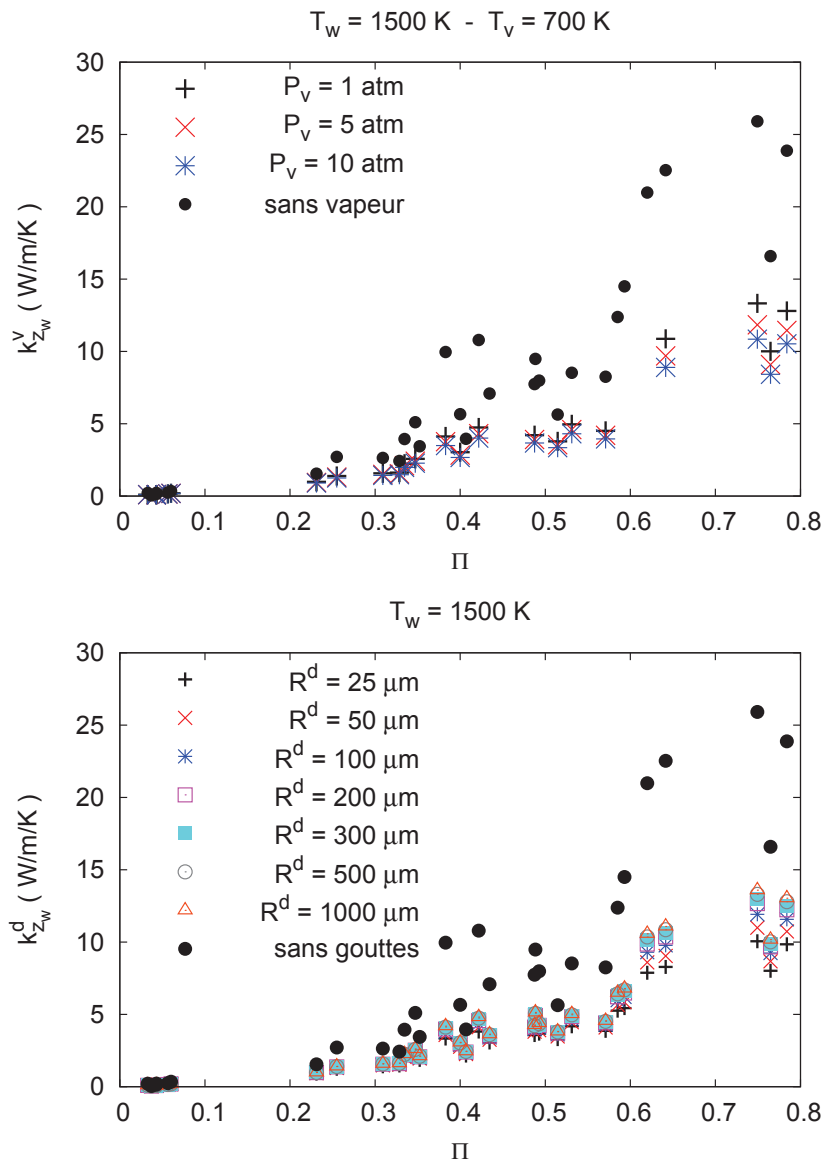 T_w = 1500 K - T_v = 700 K
30
25
20
15
10
5
0
k^v_{z_w} ( W/m/K )
P_v = 1 atm
P_v = 5 atm
P_v = 10 atm
sans vapeur
0 0.1 0.2 0.3 0.4 0.5 0.6 0.7 0.8
Π
T_w = 1500 K
30
25
20
15
10
5
0
k^d_{z_w} ( W/m/K )
R^d = 25 μm
R^d = 50 μm
R^d = 100 μm
R^d = 200 μm
R^d = 300 μm
R^d = 500 μm
R^d = 1000 μm
sans gouttes
0 0.1 0.2 0.3 0.4 0.5 0.6 0.7 0.8
Π